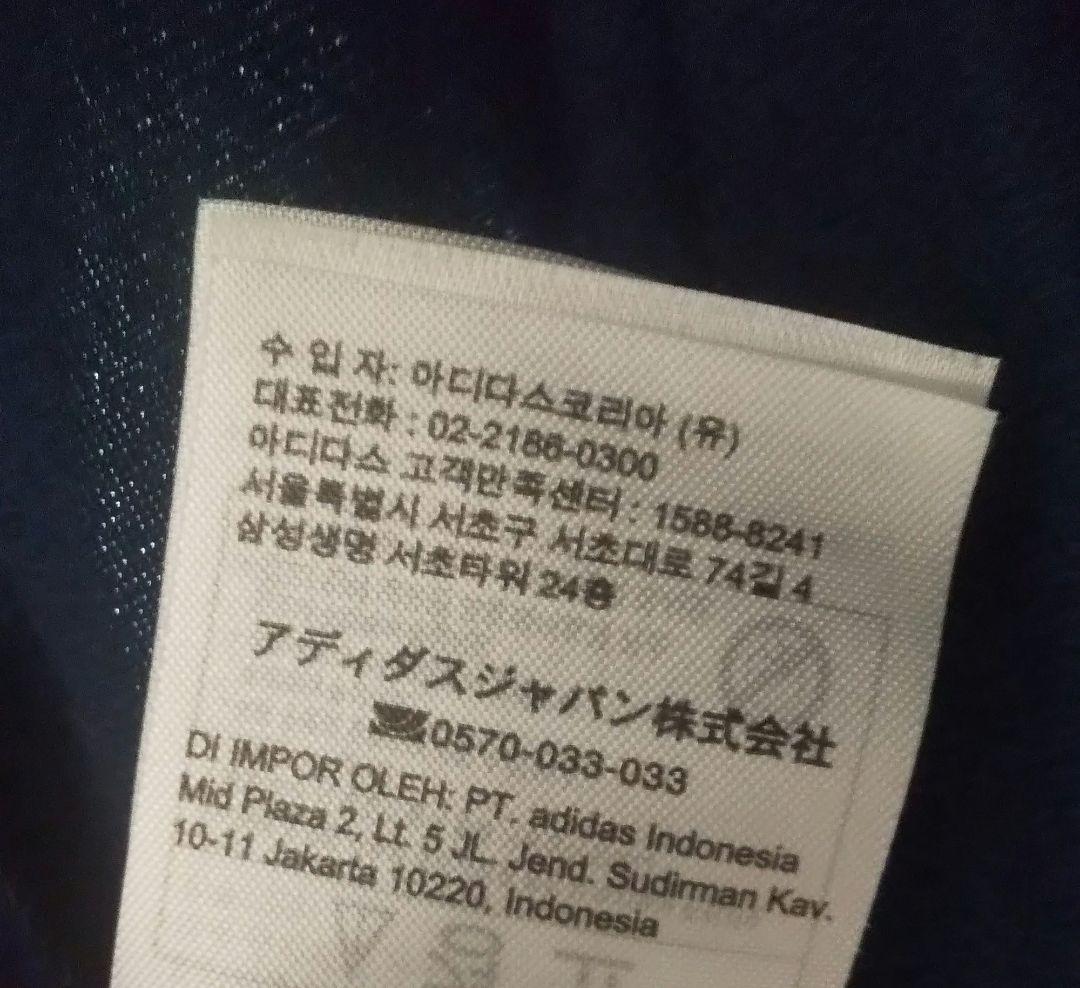 수 입 자: 아디다스코리아 (유)
대표전화 : 02-2186-0300
아디다스 고객만족센터 : 1588-8241
서울특별시 서초구 서초대로 74길 4
삼성생명 서초타워 24층
アディダスジャパン株式会社
☎0570-033-033
DI IMPOR OLEH: PT. adidas Indonesia
Mid Plaza 2, Lt. 5 JL. Jend. Sudirman Kav.
10-11 Jakarta 10220, Indonesia